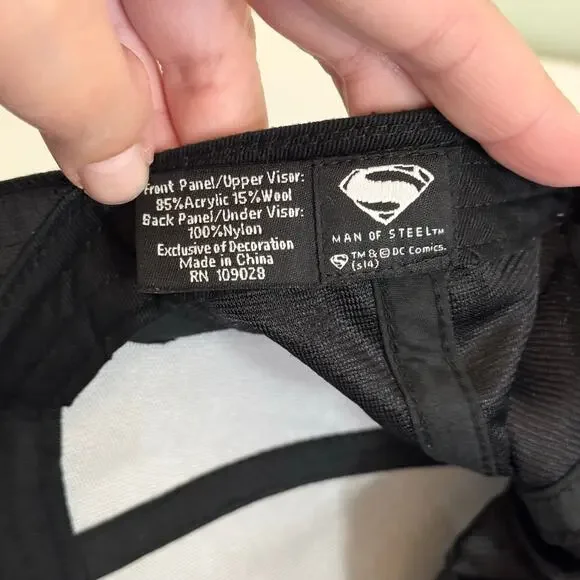 Front Panel/Upper Visor:
85%Acrylic 15%Wool
Back Panel/Under Visor:
100%Nylon
Exclusive of Decoration
Made in China
RN 109028
MAN OF STEEL™
TM & © DC Comics.
(s14)